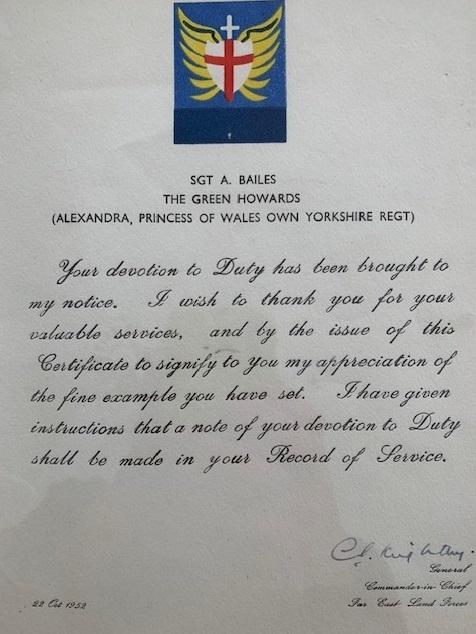 SGT A. BAILES
THE GREEN HOWARDS
(ALEXANDRA, PRINCESS OF WALES OWN YORKSHIRE REGT)
Your devotion to Duty has been brought to
my notice. I wish to thank you for your
valuable services, and by the issue of this
Certificate to signify to you my appreciation of
the fine example you have set. I have given
instructions that a note of your devotion to Duty
shall be made in your Record of Service.
General
Commander-in-Chief
22 Oct 1952 Far East Land Forces